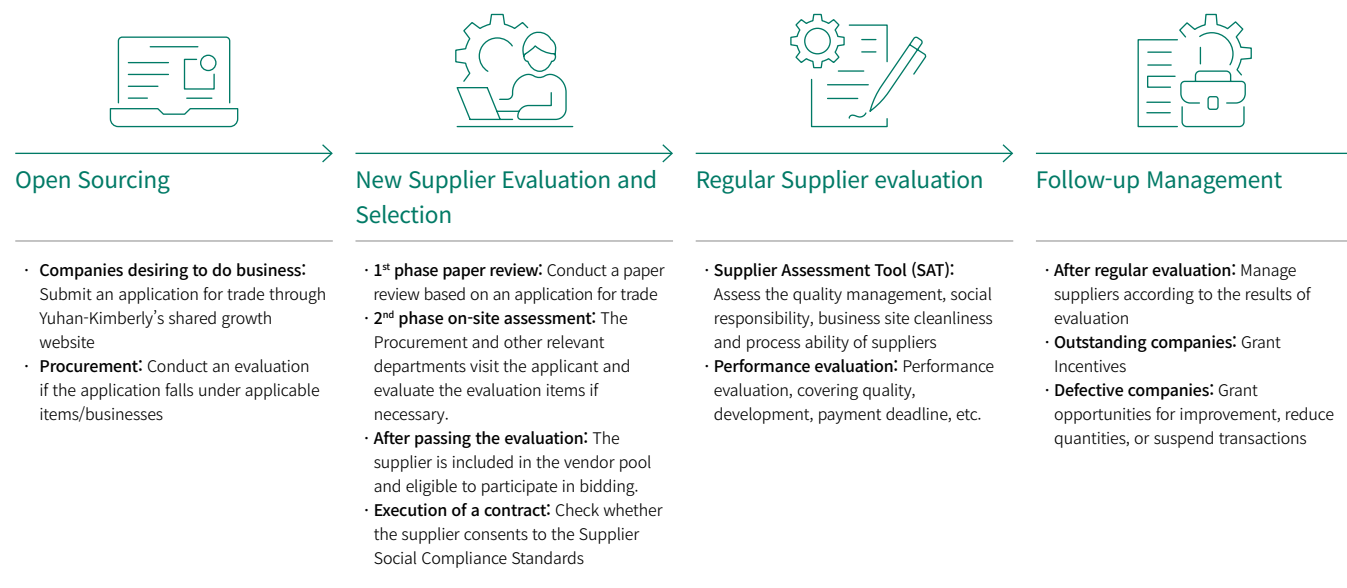 Open Sourcing
· Companies desiring to do business:
Submit an application for trade through
Yuhan-Kimberly's shared growth
website
· Procurement: Conduct an evaluation
if the application falls under applicable
items/businesses
New Supplier Evaluation and
Selection
· 1st phase paper review: Conduct a paper
review based on an application for trade
· 2nd phase on-site assessment: The
Procurement and other relevant
departments visit the applicant and
evaluate the evaluation items if
necessary.
· After passing the evaluation: The
supplier is included in the vendor pool
and eligible to participate in bidding.
· Execution of a contract: Check whether
the supplier consents to the Supplier
Social Compliance Standards
Regular Supplier evaluation
· Supplier Assessment Tool (SAT):
Assess the quality management, social
responsibility, business site cleanliness
and process ability of suppliers
· Performance evaluation: Performance
evaluation, covering quality,
development, payment deadline, etc.
Follow-up Management
· After regular evaluation: Manage
suppliers according to the results of
evaluation
· Outstanding companies: Grant
Incentives
· Defective companies: Grant
opportunities for improvement, reduce
quantities, or suspend transactions